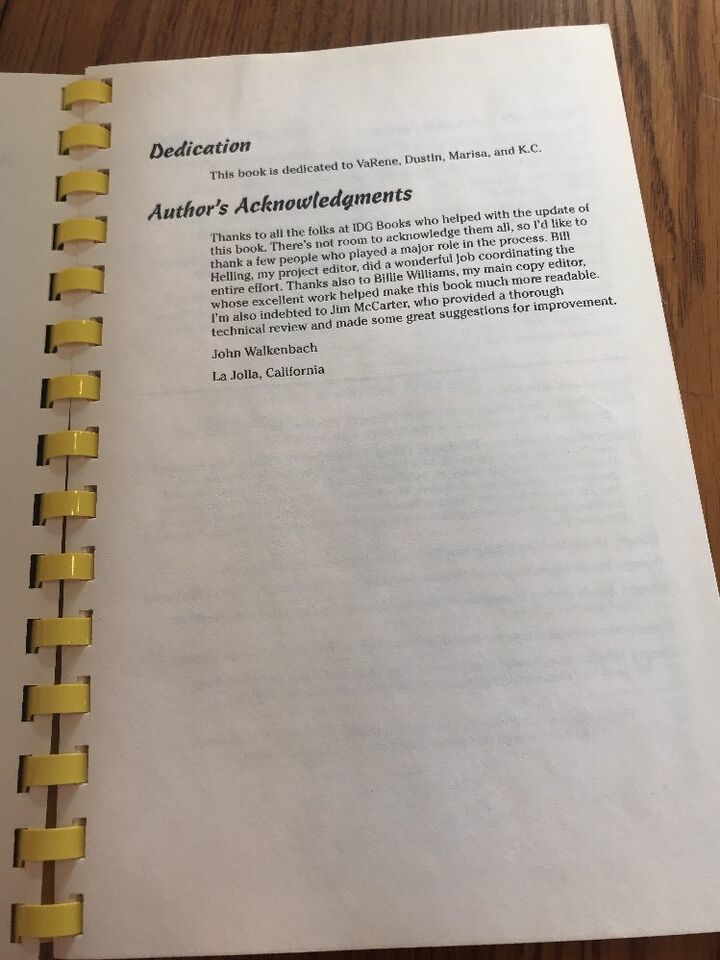 Dedication
This book is dedicated to VaRene, Dustin, Marisa, and K.C.
Author's Acknowledgments
Thanks to all the folks at IDG Books who helped with the update of
this book. There's not room to acknowledge them all, so I'd like to
thank a few people who played a major role in the process. Bill
Helling, my project editor, did a wonderful job coordinating the
entire effort. Thanks also to Billie Williams, my main copy editor,
whose excellent work helped make this book much more readable.
I'm also indebted to Jim McCarter, who provided a thorough
technical review and made some great suggestions for improvement.
John Walkenbach
La Jolla, California